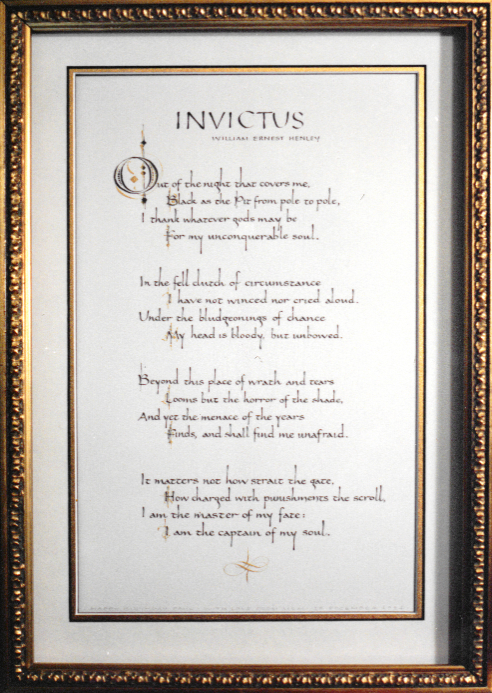 INVICTUS
WILLIAM ERNEST HENLEY
Out of the night that covers me,
Black as the Pit from pole to pole,
I thank whatever gods may be
For my unconquerable soul.
In the fell clutch of circumstance
I have not winced nor cried aloud.
Under the bludgeonings of chance
My head is bloody, but unbowed.
Beyond this place of wrath and tears
Looms but the horror of the shade,
And yet the menace of the years
Finds, and shall find me unafraid.
It matters not how strait the gate,
How charged with punishments the scroll,
I am the master of my fate:
I am the captain of my soul.